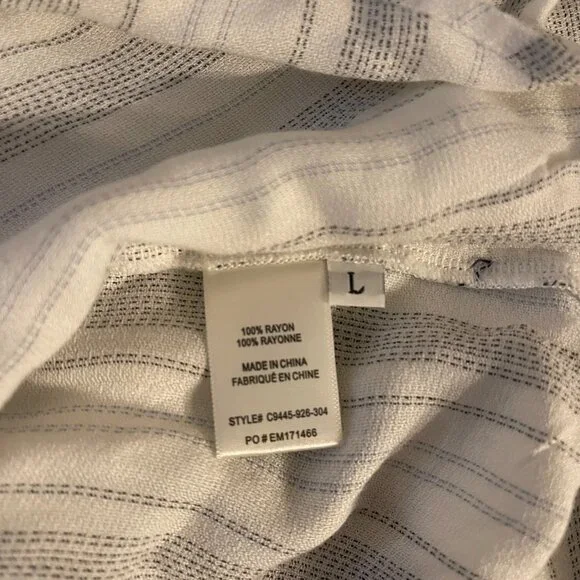 L
100% RAYON
100% RAYONNE
MADE IN CHINA
FABRIQUÉ EN CHINE
STYLE# C9445-926-304
PO # EM171466